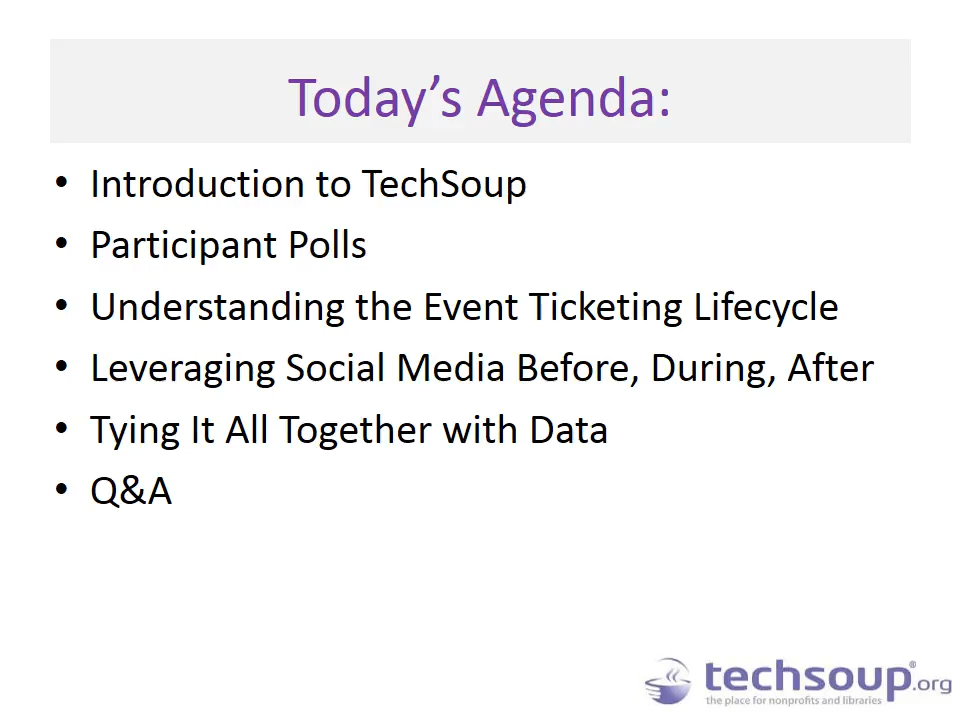 Today’s Agenda:
• Introduction to TechSoup
• Participant Polls
• Understanding the Event Ticketing Lifecycle
• Leveraging Social Media Before, During, After
• Tying It All Together with Data
• Q&A
techsoup®.org
the place for nonprofits and libraries